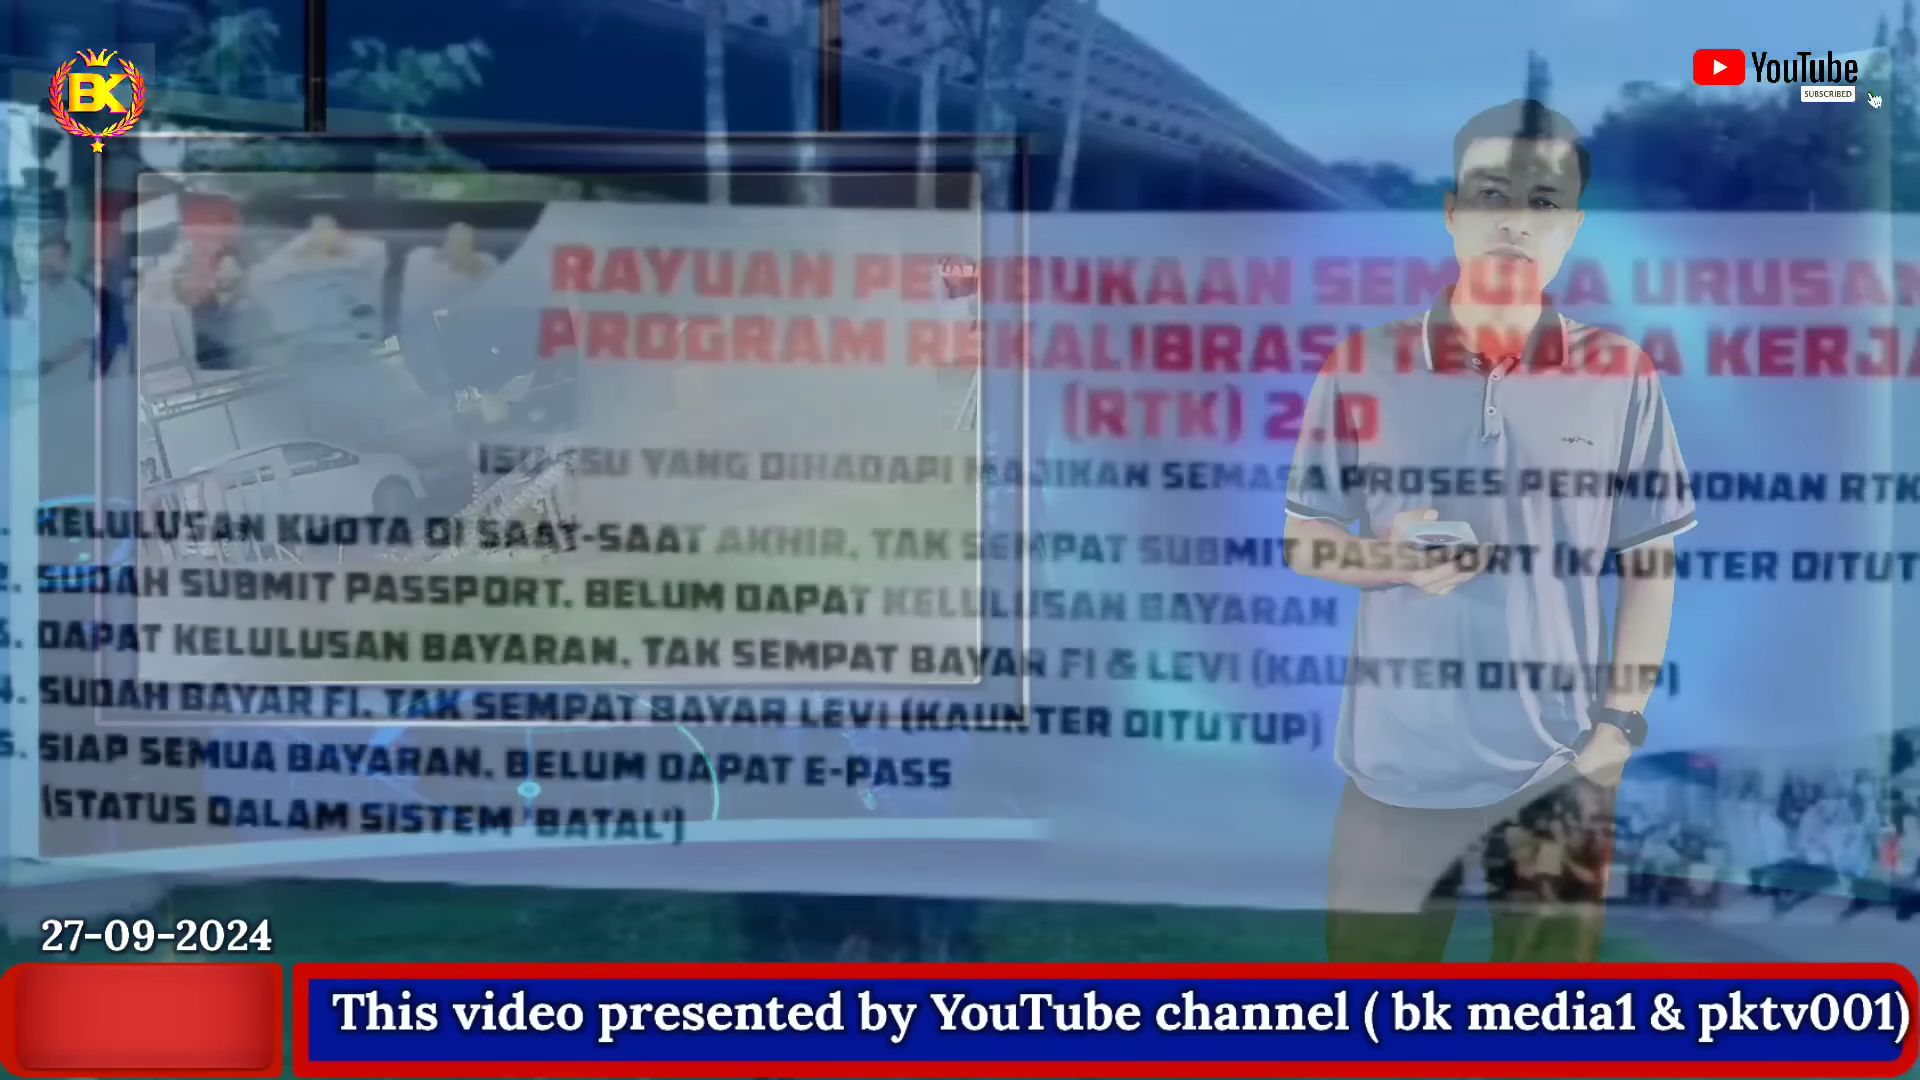 BK
YouTube
SUBSCRIBED
RAYUAN PEMBUKAAN SEMULA URUSAN
PROGRAM REKALIBRASI TENAGA KERJA
(RTK) 2.0
ISU-ISU YANG DIHADAPI MAJIKAN SEMASA PROSES PERMOHONAN RTK
KELULUSAN KUOTA DI SAAT-SAAT AKHIR, TAK SEMPAT SUBMIT PASSPORT (KAUNTER DITUT
2. SUDAH SUBMIT PASSPORT. BELUM DAPAT KELULUSAN BAYARAN
3. DAPAT KELULUSAN BAYARAN. TAK SEMPAT BAYAR FI & LEVI (KAUNTER DITUTUP)
4. SUDAH BAYAR FI. TAK SEMPAT BAYAR LEVI (KAUNTER DITUTUP)
5. SIAP SEMUA BAYARAN. BELUM DAPAT E-PASS
(STATUS DALAM SISTEM 'BATAL')
27-09-2024
This video presented by YouTube channel ( bk media1 & pktv001)